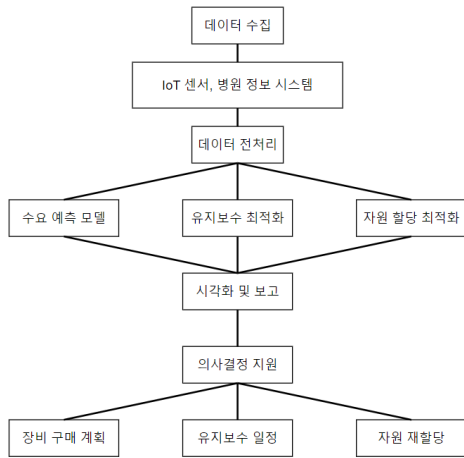 데이터 수집
IoT 센서, 병원 정보 시스템
데이터 전처리
수요 예측 모델
유지보수 최적화
자원 할당 최적화
시각화 및 보고
의사결정 지원
장비 구매 계획
유지보수 일정
자원 재할당